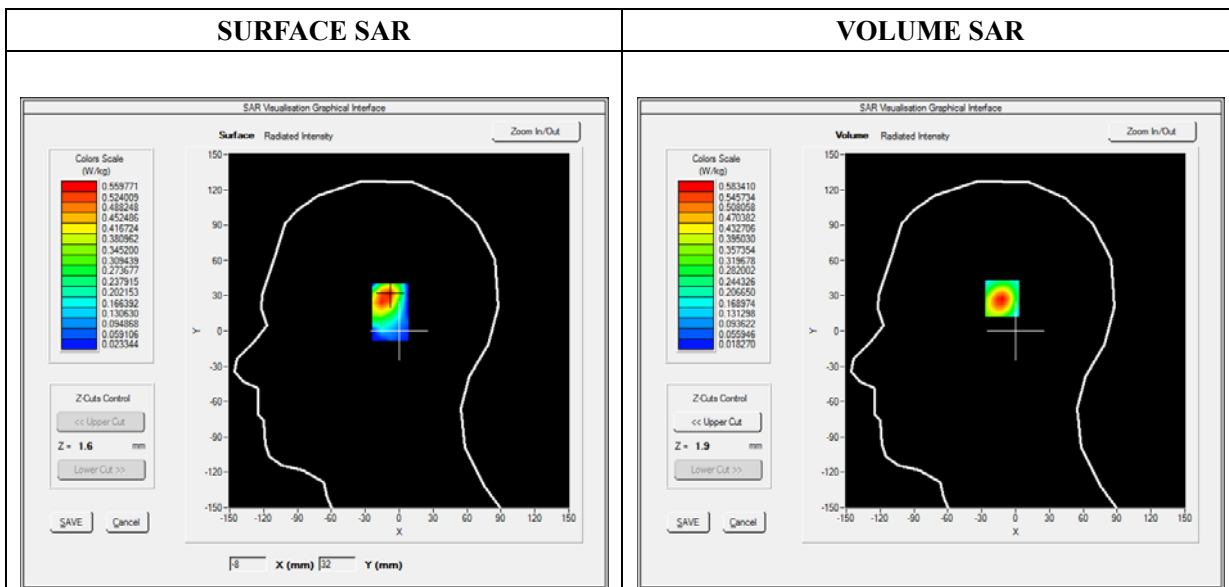 SURFACE SAR
VOLUME SAR
SAR Visualisation Graphical Interface
Surface Radiated Intensity
Zoom In/Out
Colors Scale
(W/kg)
0.559771
0.524009
0.488248
0.452486
0.416724
0.380962
0.345200
0.309439
0.273677
0.237915
0.202153
0.166392
0.130630
0.094868
0.059106
0.023344
Z-Cuts Control
<< Upper Cut
Z = 1.6 mm
Lower Cut >>
SAVE Cancel
150
120
90
60
30
Y 0
-30
-60
-90
-120
-150
-150 -120 -90 -60 -30 0 30 60 90 120 150
X
-8 X (mm) 32 Y (mm)
SAR Visualisation Graphical Interface
Volume Radiated Intensity
Zoom In/Out
Colors Scale
(W/kg)
0.583410
0.545734
0.508058
0.470382
0.432706
0.395030
0.357354
0.319678
0.282002
0.244326
0.206650
0.168974
0.131298
0.093622
0.055946
0.018270
Z-Cuts Control
<< Upper Cut
Z = 1.9 mm
Lower Cut >>
SAVE Cancel
150
120
90
60
30
Y 0
-30
-60
-90
-120
-150
-150 -120 -90 -60 -30 0 30 60 90 120 150
X